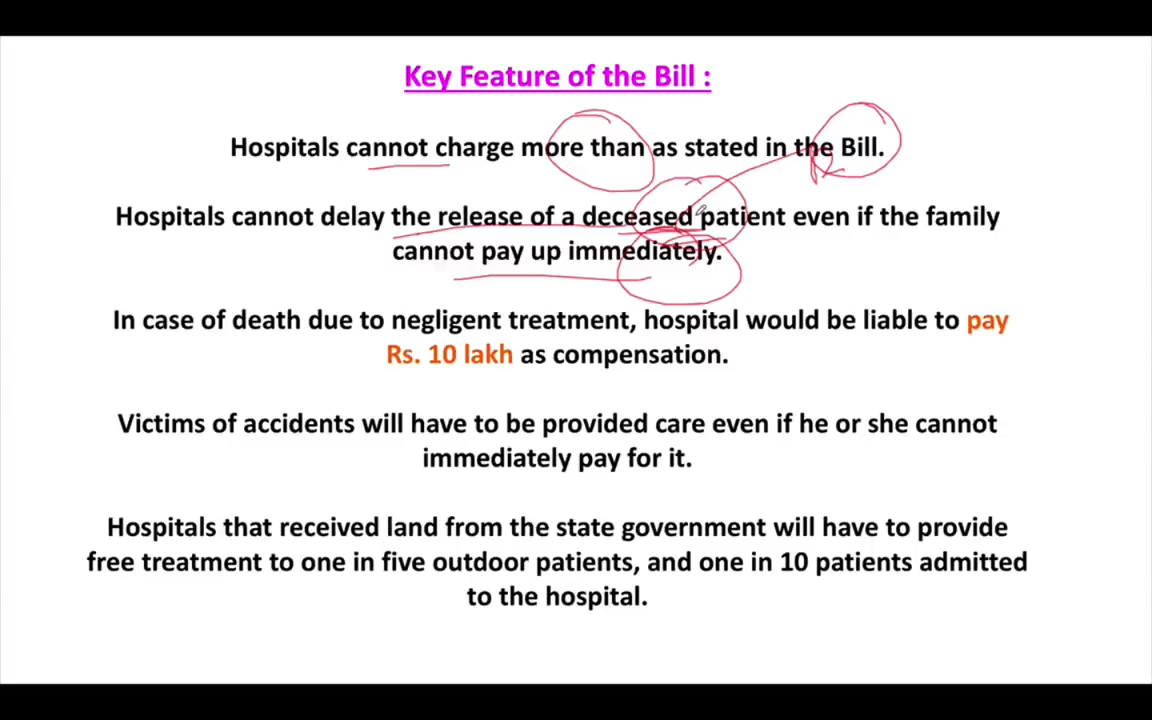 Key Feature of the Bill :
Hospitals cannot charge more than as stated in the Bill.
Hospitals cannot delay the release of a deceased patient even if the family
cannot pay up immediately.
In case of death due to negligent treatment, hospital would be liable to pay
Rs. 10 lakh as compensation.
Victims of accidents will have to be provided care even if he or she cannot
immediately pay for it.
Hospitals that received land from the state government will have to provide
free treatment to one in five outdoor patients, and one in 10 patients admitted
to the hospital.